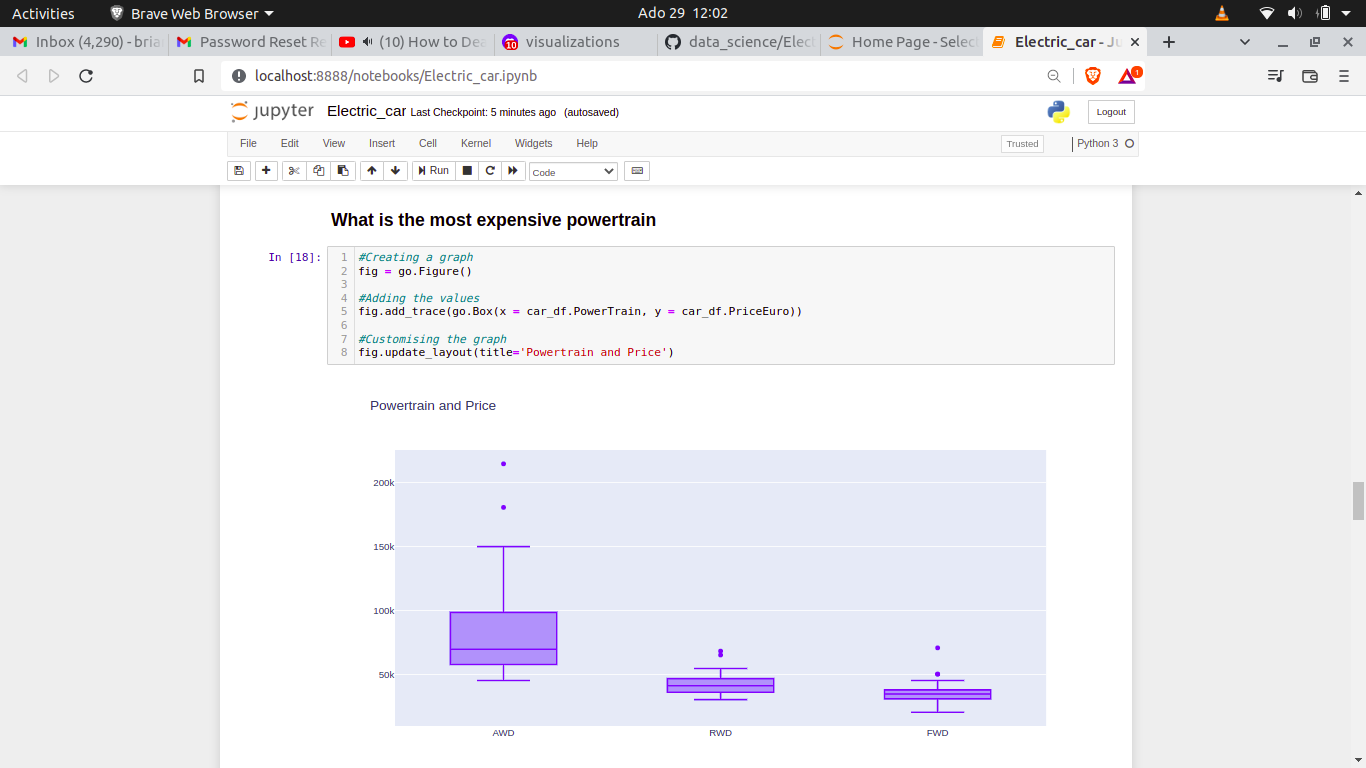 Activities Brave Web Browser Ado 29 12:02
Inbox (4,290) - bria Password Reset Re (10) How to Dea visualizations data_science/Elect Home Page - Select Electric_car - Ju
localhost:8888/notebooks/Electric_car.ipynb 1
jupyter Electric_car Last Checkpoint: 5 minutes ago (autosaved) Logout
File Edit View Insert Cell Kernel Widgets Help Trusted Python 3
Run Code
What is the most expensive powertrain
In [18]:
1 #Creating a graph
2 fig = go.Figure()
3
4 #Adding the values
5 fig.add_trace(go.Box(x = car_df.PowerTrain, y = car_df.PriceEuro))
6
7 #Customising the graph
8 fig.update_layout(title='Powertrain and Price')
Powertrain and Price
200k
150k
100k
50k
AWD RWD FWD